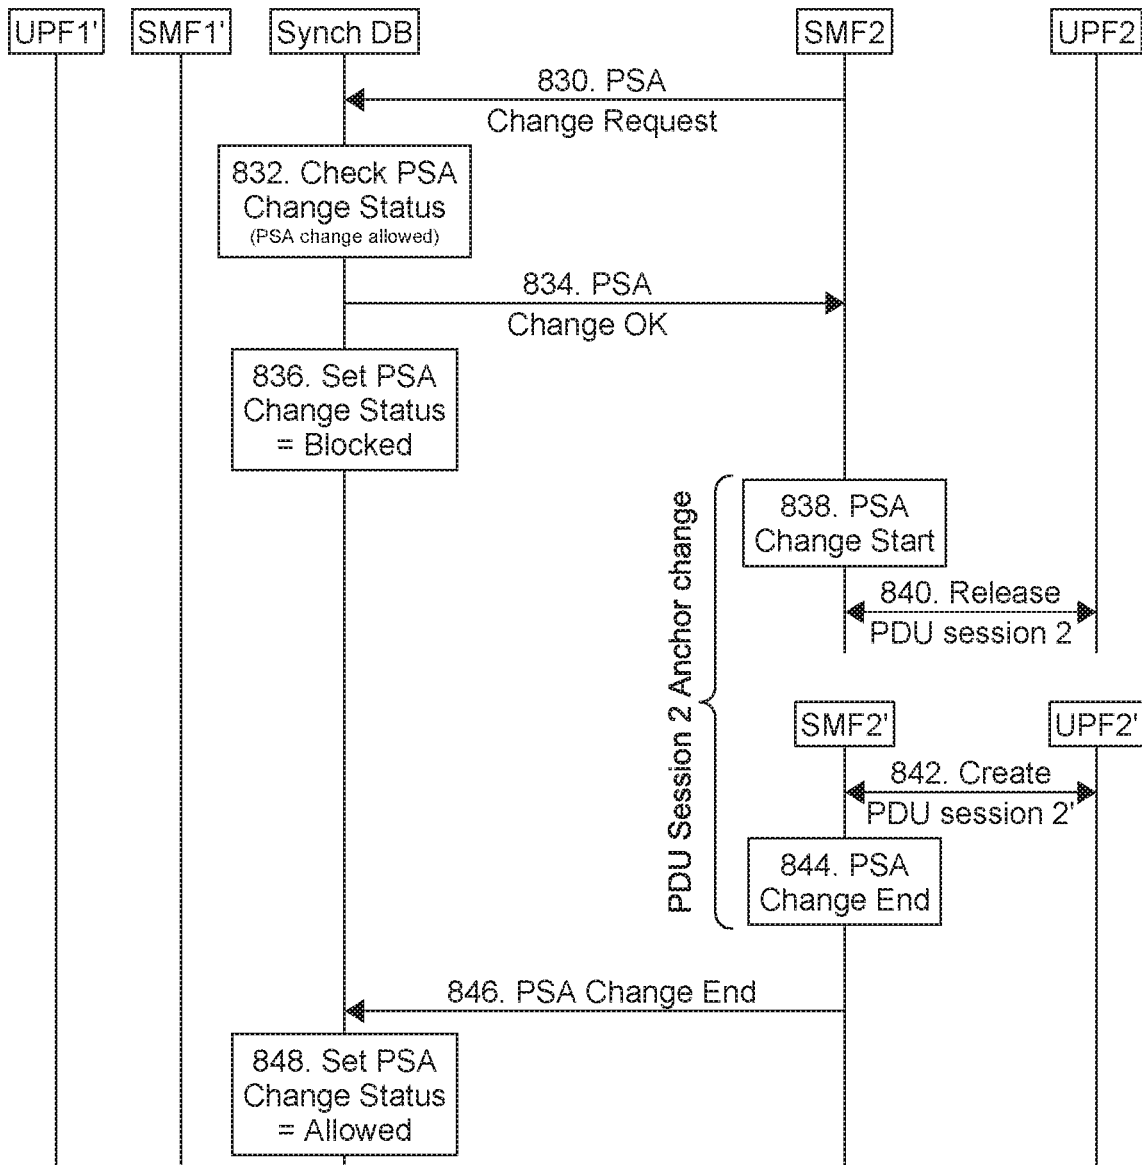 UPF1' SMF1' Synch DB SMF2 UPF2
830. PSA
Change Request
832. Check PSA
Change Status
(PSA change allowed)
834. PSA
Change OK
836. Set PSA
Change Status
= Blocked
PDU Session 2 Anchor change
838. PSA
Change Start
840. Release
PDU session 2
SMF2' UPF2'
842. Create
PDU session 2'
844. PSA
Change End
846. PSA Change End
848. Set PSA
Change Status
= Allowed